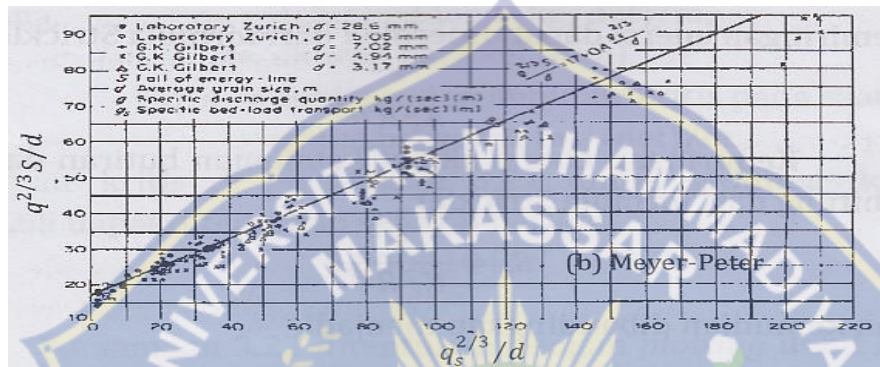 Laboratory Zurich, d = 28.6 mm
Laboratory Zurich, d = 5.05 mm
G.K. Gilbert d = 7.02 mm
G.K. Gilbert d = 4.94 mm
G.K. Gilbert d = 3.17 mm
S Fall of energy-line
d Average grain size, m
q Specific discharge quantity kg/(sec)(m)
Specific bed-load transport kg/(sec)(m)
90
80
70
60
50
40
30
20
10
0 20 40 60 80 100 120 140 160 180 200 220
q^2/3 S/d
q_s^2/3/d
(b) Meyer-Peter
UNIVERSITAS MUHAMMADIYA
MAKASSAR